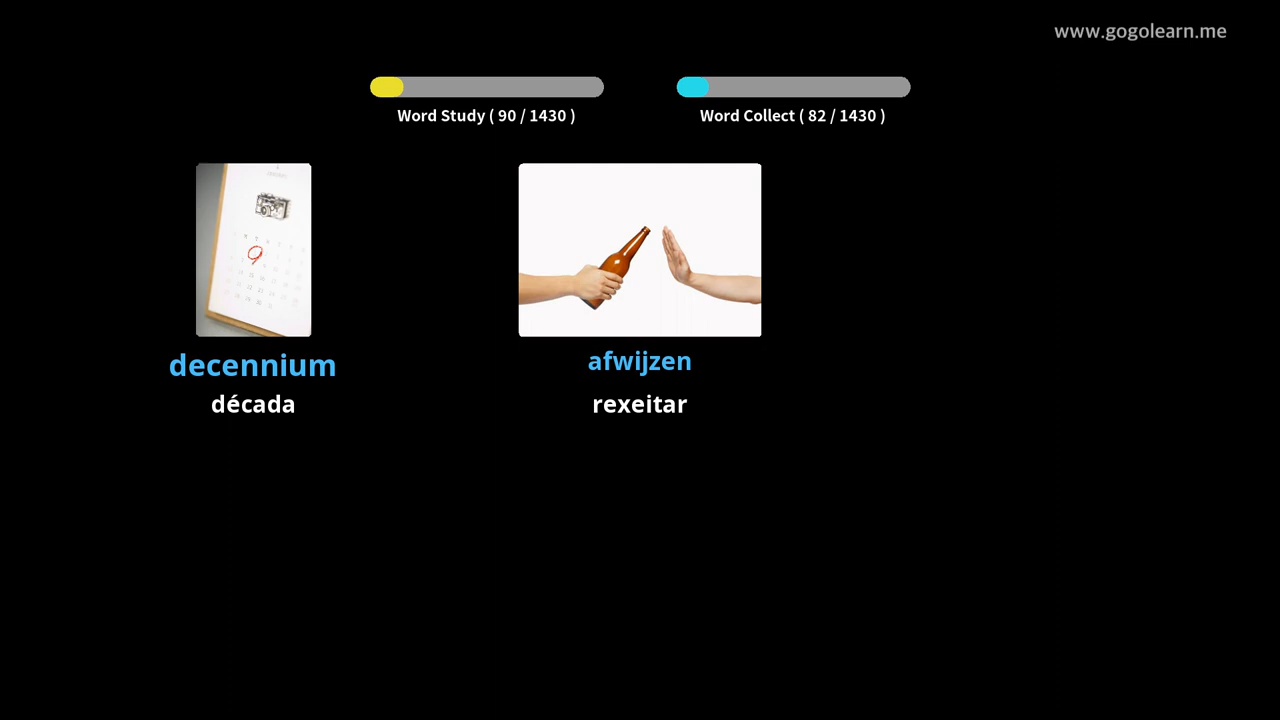 www.gogolearn.me
Word Study ( 90 / 1430 )
Word Collect ( 82 / 1430 )
decennium
década
afwijzen
rexeitar